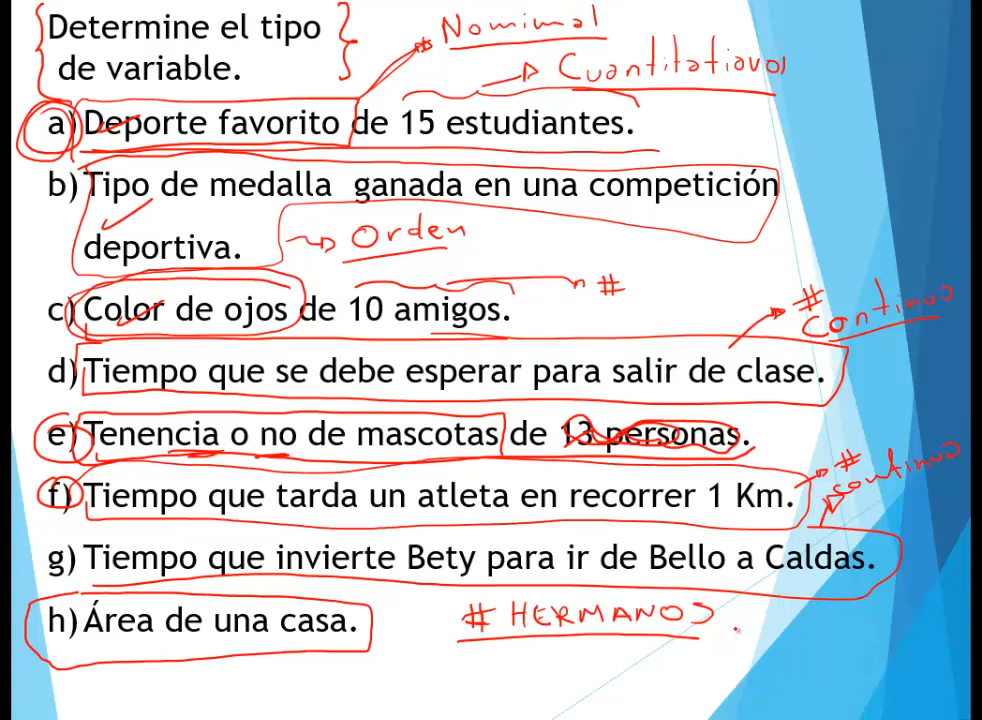 Determine el tipo
de variable.
Nominal
Cuantitativas
a) Deporte favorito de 15 estudiantes.
b) Tipo de medalla ganada en una competición
deportiva.
Orden
c) Color de ojos de 10 amigos.
#
#
Continuo
d) Tiempo que se debe esperar para salir de clase.
e) Tenencia o no de mascotas de 13 personas.
#
continuo
f) Tiempo que tarda un atleta en recorrer 1 Km.
g) Tiempo que invierte Bety para ir de Bello a Caldas.
h) Área de una casa.
# HERMANOS